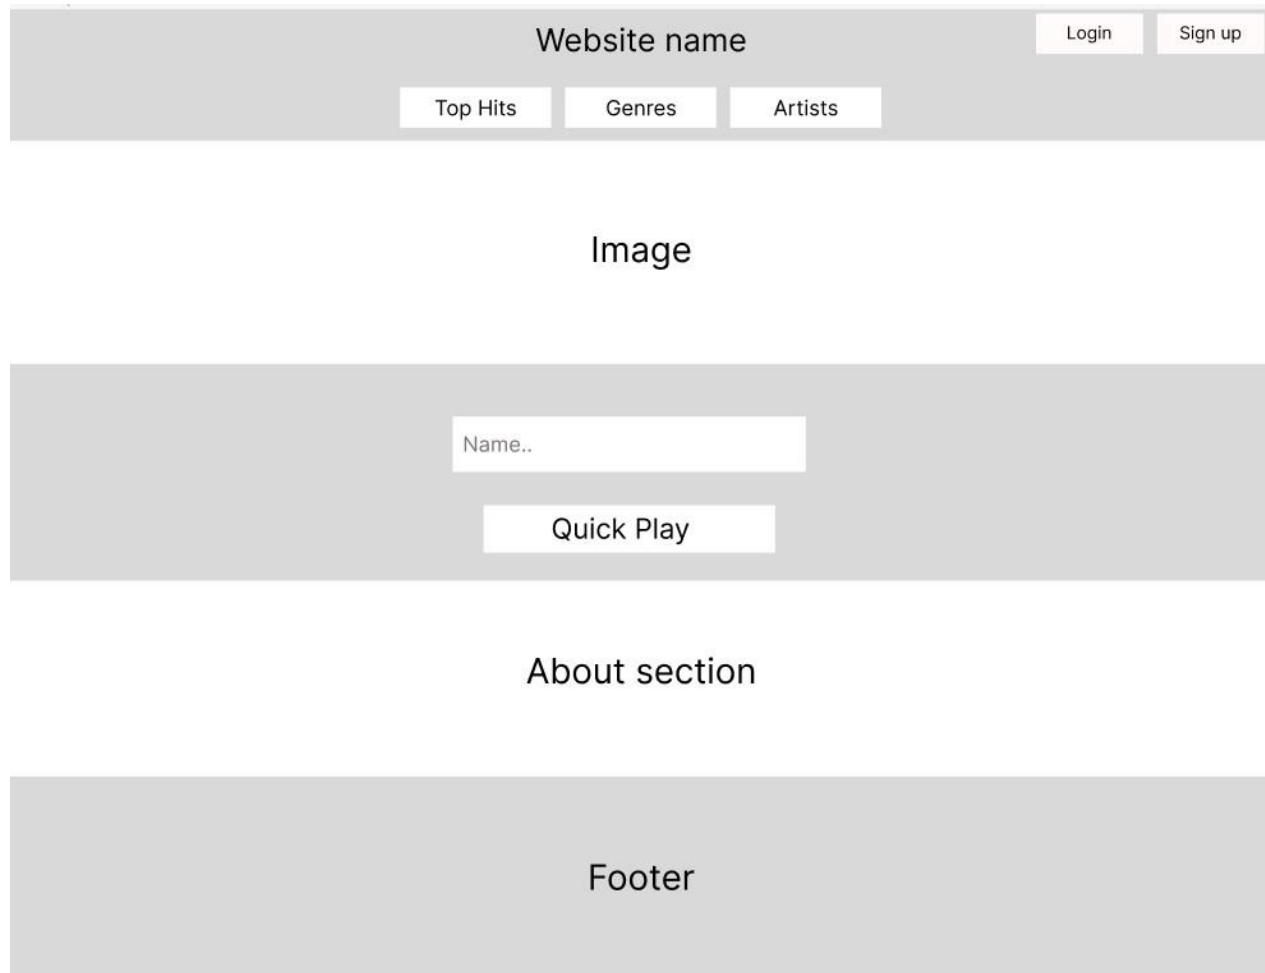 Website name
Login
Sign up
Top Hits
Genres
Artists
Image
Name..
Quick Play
About section
Footer